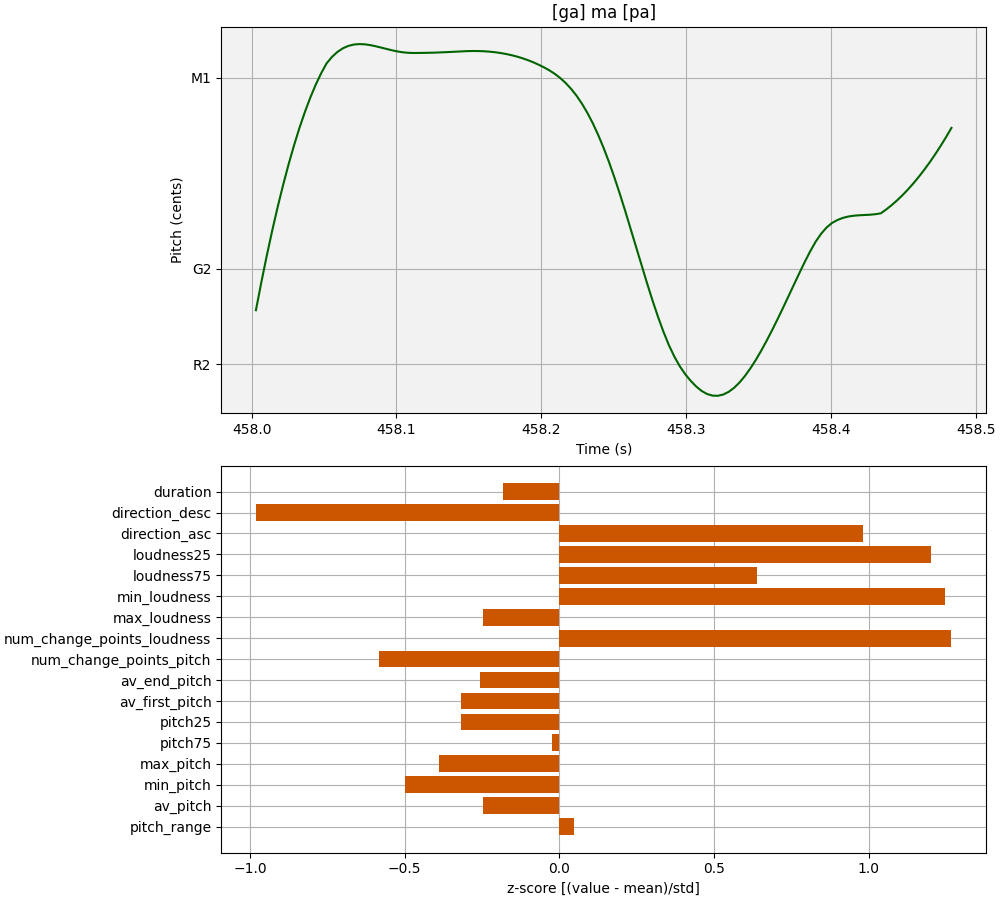 [ga] ma [pa]
M1
G2
R2
Pitch (cents)
458.0 458.1 458.2 458.3 458.4 458.5
Time (s)
duration
direction_desc
direction_asc
loudness25
loudness75
min_loudness
max_loudness
num_change_points_loudness
num_change_points_pitch
av_end_pitch
av_first_pitch
pitch25
pitch75
max_pitch
min_pitch
av_pitch
pitch_range
−1.0 −0.5 0.0 0.5 1.0
z-score [(value - mean)/std]